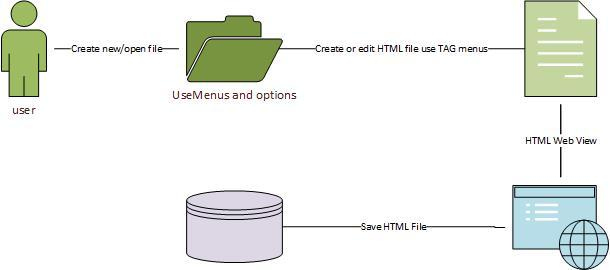 Create new/open file
Create or edit HTML file use TAG menus
UseMenus and options
user
HTML Web View
Save HTML File